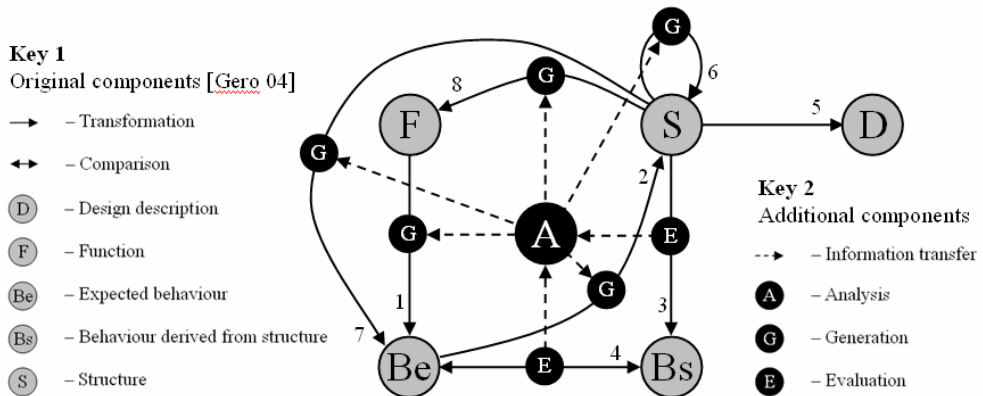 Key 1
Original components [Gero 04]
– Transformation
– Comparison
D – Design description
F – Function
Be – Expected behaviour
Bs – Behaviour derived from structure
S – Structure
G
6
8 G
F
S
5
D
G
2
G
A
E
G
1
7
3
Be
E
4
Bs
Key 2
Additional components
– Information transfer
A – Analysis
G – Generation
E – Evaluation